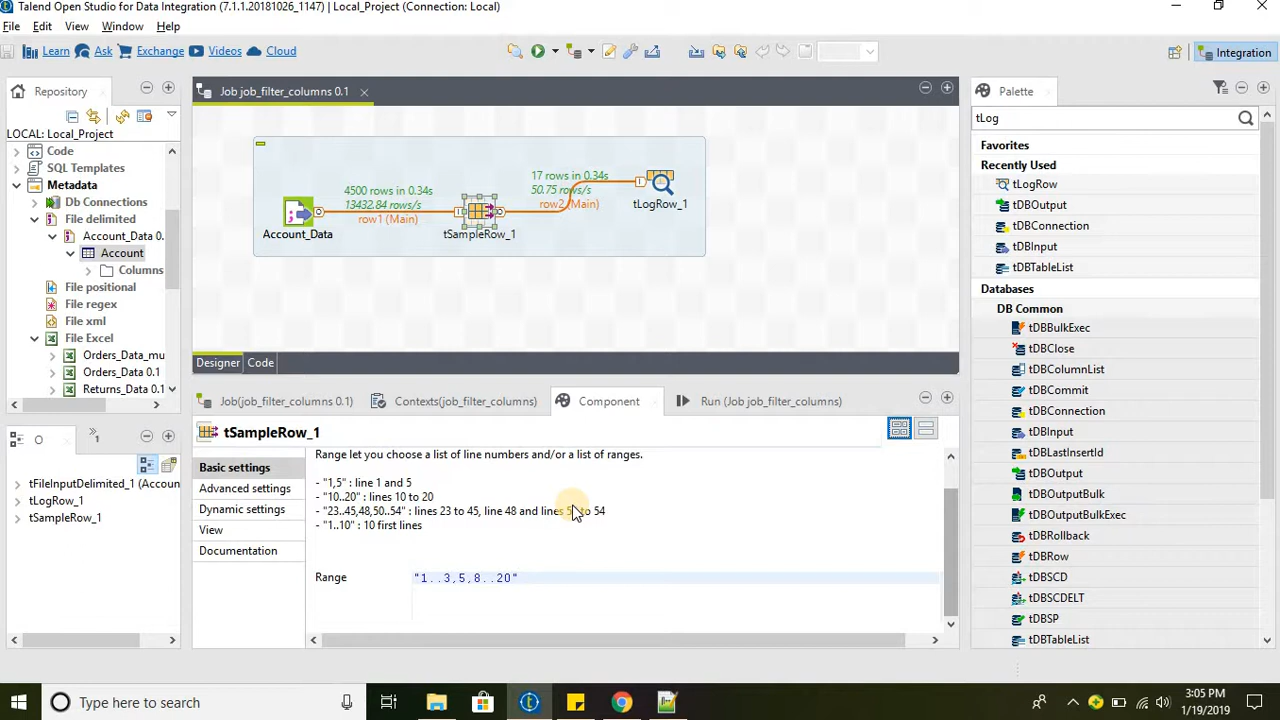 Talend Open Studio for Data Integration (7.1.1.20181026_1147) | Local_Project (Connection: Local)
File Edit View Window Help
Learn Ask Exchange Videos Cloud Integration
Repository
LOCAL: Local_Project
Code
SQL Templates
Metadata
Db Connections
File delimited
Account_Data 0.
Account
Columns
File positional
File regex
File xml
File Excel
Orders_Data_mu
Orders_Data 0.1
Returns_Data 0.1
O
»1
tFileInputDelimited_1 (Accoun
tLogRow_1
tSampleRow_1
Job job_filter_columns 0.1
4500 rows in 0.34s
13432.84 rows/s
row1 (Main)
17 rows in 0.34s
50.75 rows/s
row2 (Main)
Account_Data
tSampleRow_1
tLogRow_1
Designer Code
Job(job_filter_columns 0.1) Contexts(job_filter_columns) Component Run (Job job_filter_columns)
tSampleRow_1
Basic settings
Advanced settings
Dynamic settings
View
Documentation
Range let you choose a list of line numbers and/or a list of ranges.
- "1,5" : line 1 and 5
- "10..20" : lines 10 to 20
- "23..45,48,50..54" : lines 23 to 45, line 48 and lines 50 to 54
- "1..10" : 10 first lines
Range "1..3,5,8..20"
Palette
tLog
Favorites
Recently Used
tLogRow
tDBOutput
tDBConnection
tDBInput
tDBTableList
Databases
DB Common
tDBBulkExec
tDBClose
tDBColumnList
tDBCommit
tDBConnection
tDBInput
tDBLastInsertId
tDBOutput
tDBOutputBulk
tDBOutputBulkExec
tDBRollback
tDBRow
tDBSCD
tDBSCDELT
tDBSP
tDBTableList
Type here to search
3:05 PM
1/19/2019